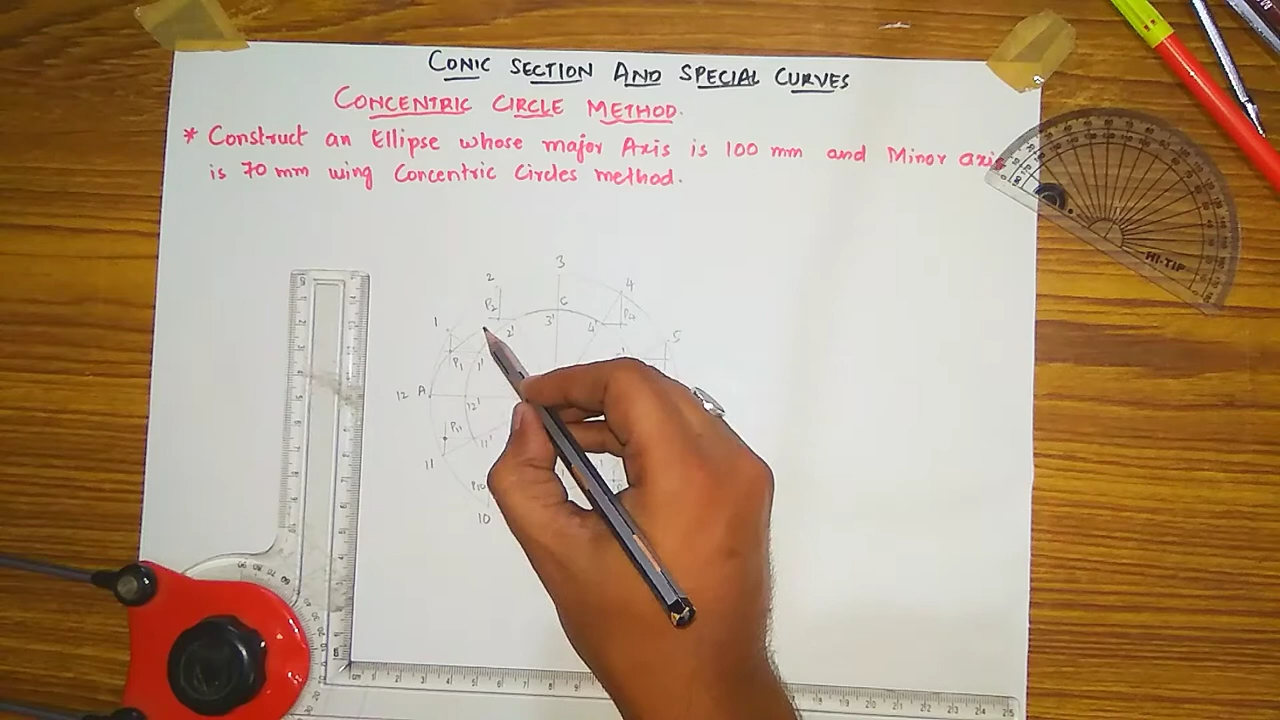 CONIC SECTION AND SPECIAL CURVES
CONCENTRIC CIRCLE METHOD.
* Construct an Ellipse whose major Axis is 100 mm and Minor axis
is 70 mm wing Concentric Circles method.
3
2 4
P2 C P4
1 2' 3' 4' 5
P1 1'
12 A 12'
P11 11'
11
P10
10
HI-TIP